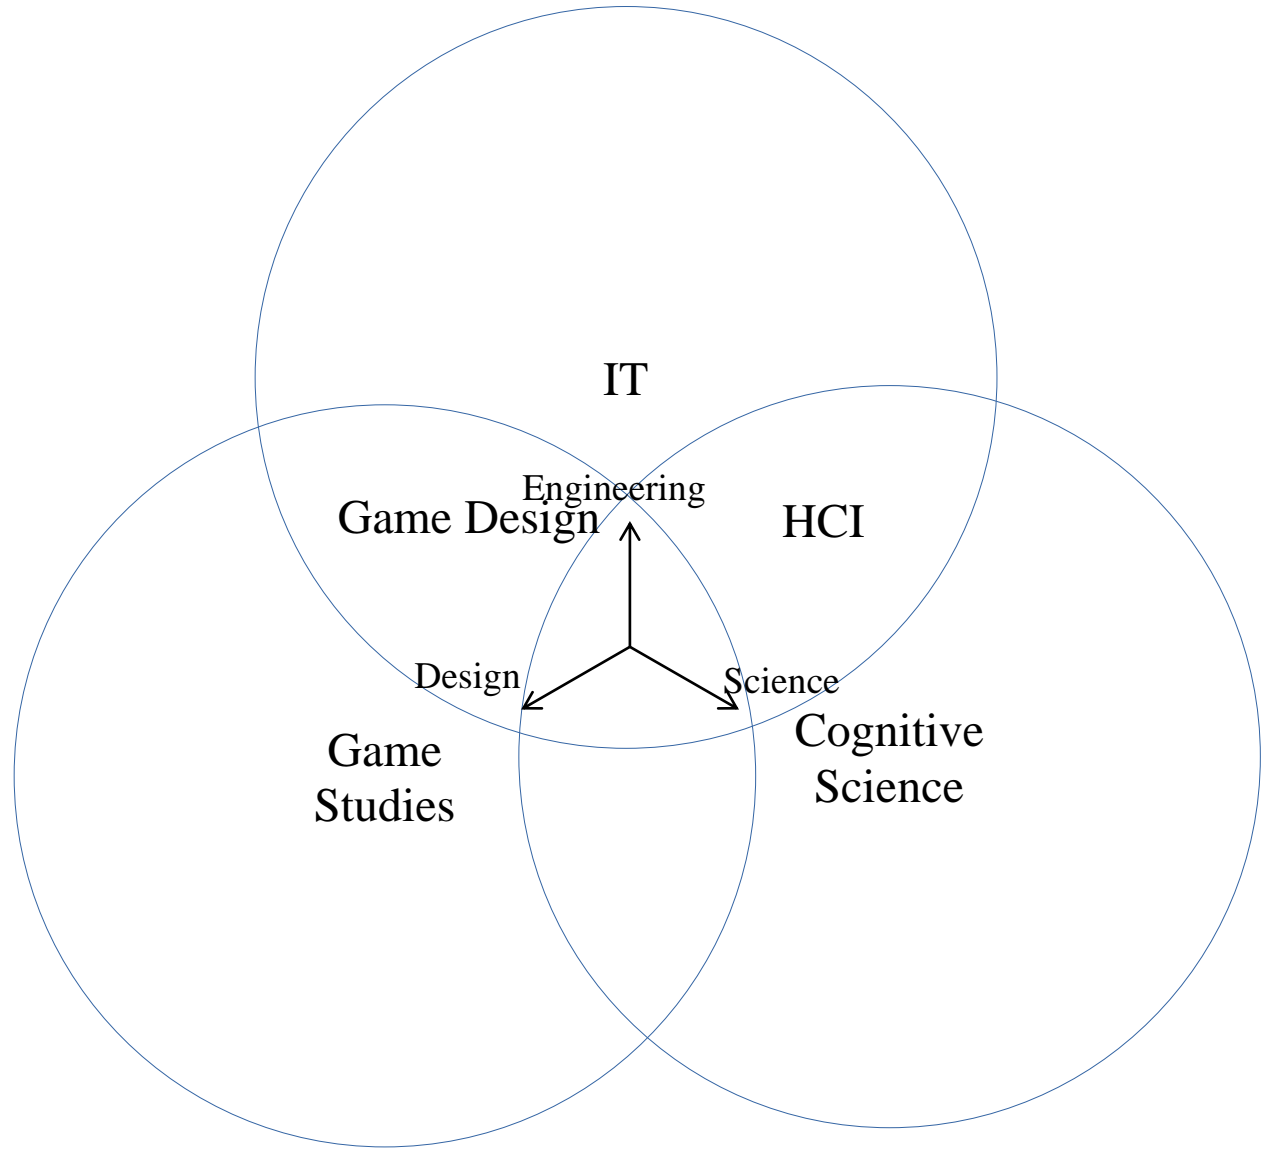 IT
Engineering
Game Design
HCI
Design
Science
Game
Studies
Cognitive
Science